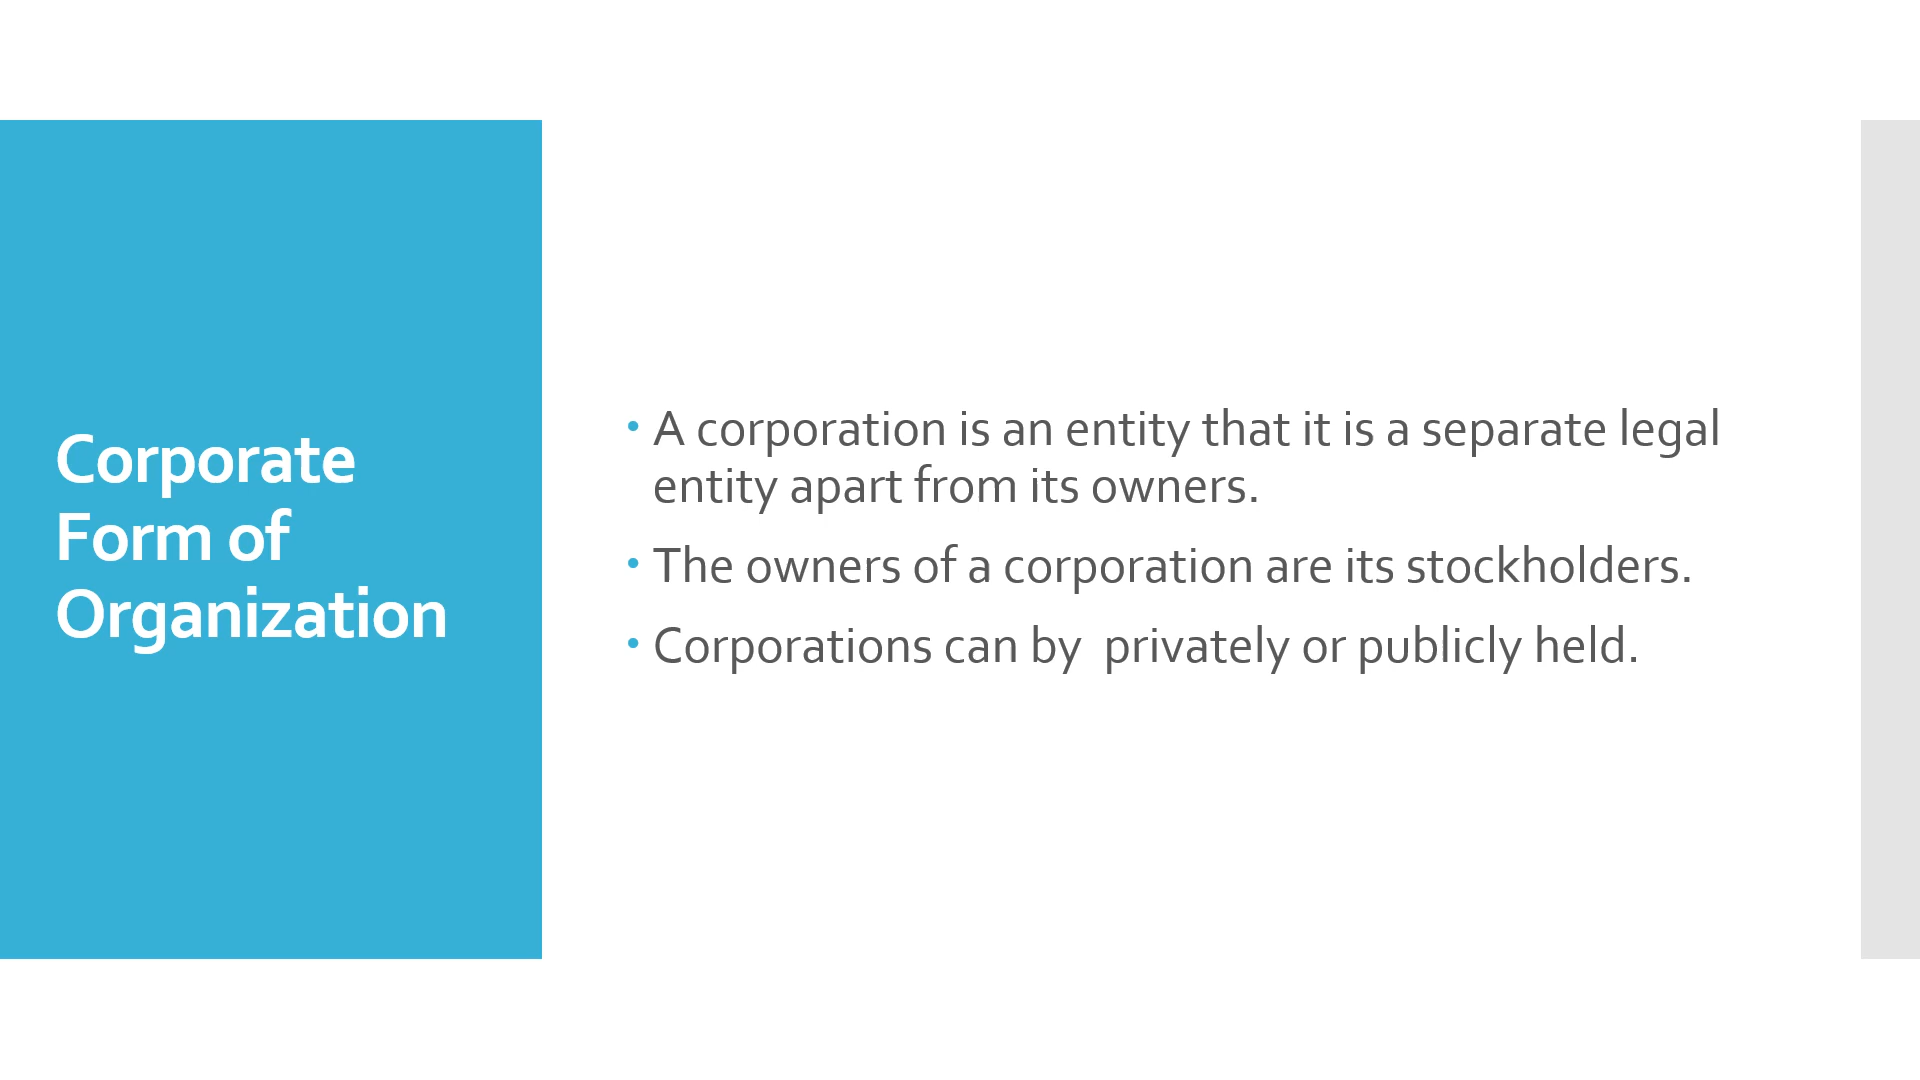 Corporate
Form of
Organization
• A corporation is an entity that it is a separate legal
entity apart from its owners.
• The owners of a corporation are its stockholders.
• Corporations can by  privately or publicly held.